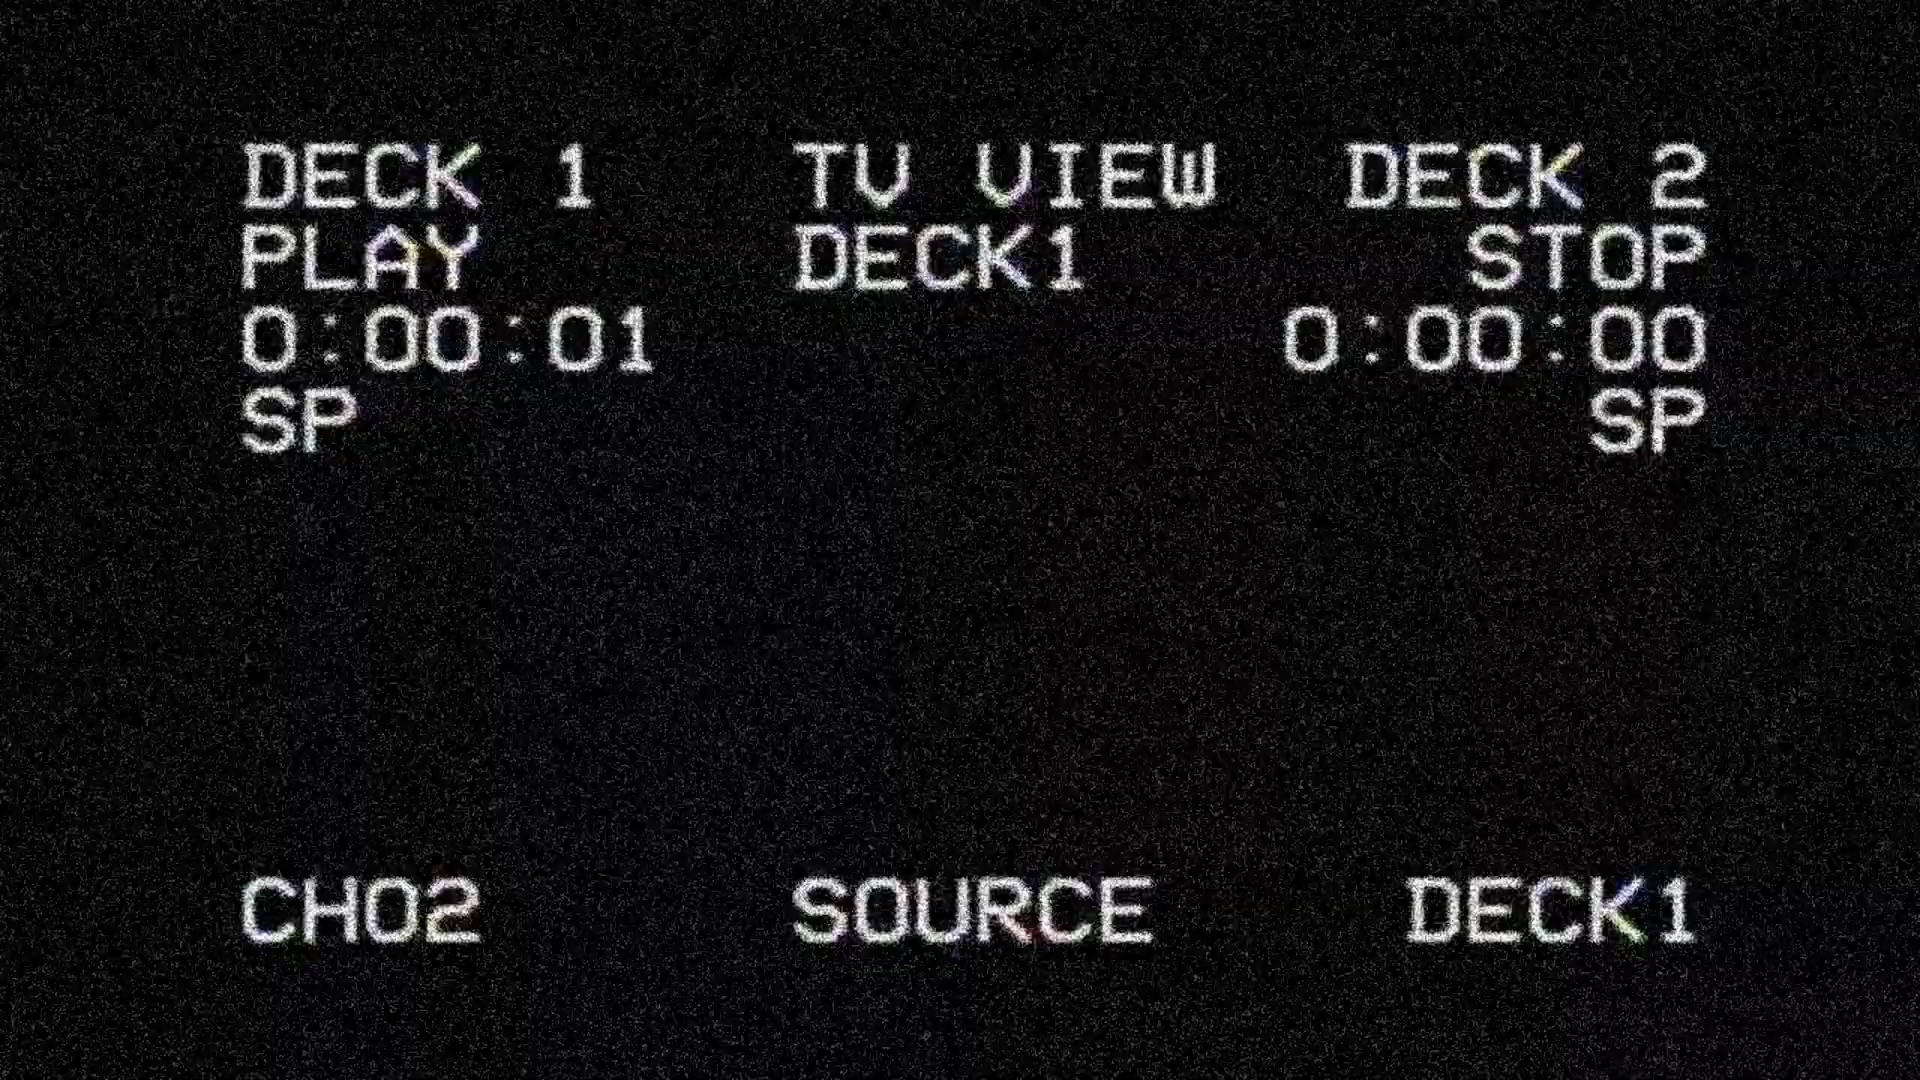 DECK 1 TV VIEW DECK 2
PLAY DECK1 STOP
0:00:01 0:00:00
SP SP
CH02 SOURCE DECK1